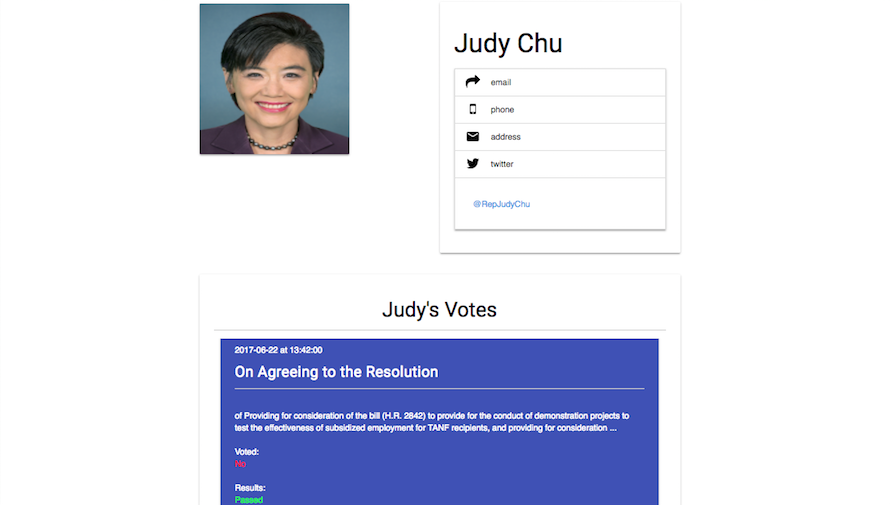 Judy Chu
email
phone
address
twitter
@RepJudyChu
Judy's Votes
2017-06-22 at 13:42:00
On Agreeing to the Resolution
of Providing for consideration of the bill (H.R. 2842) to provide for the conduct of demonstration projects to
test the effectiveness of subsidized employment for TANF recipients, and providing for consideration ...
Voted:
No
Results:
Passed